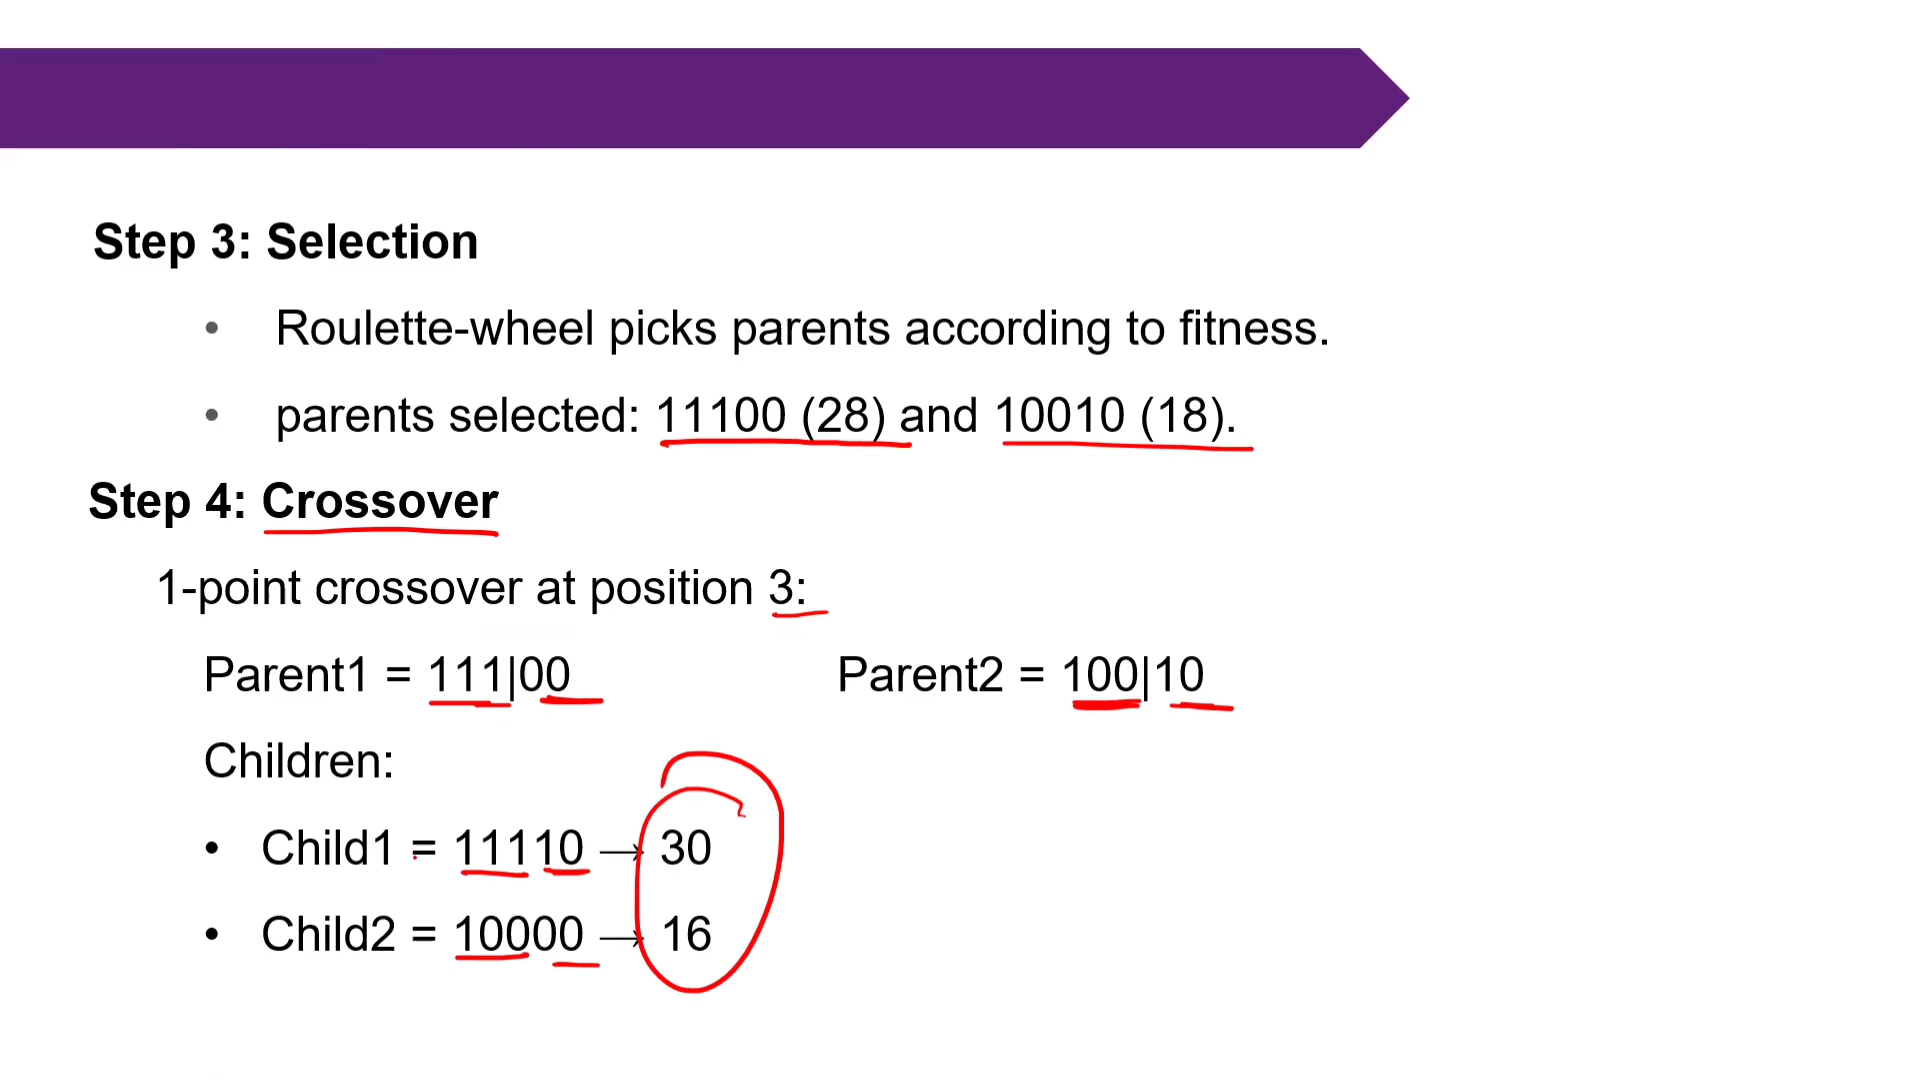 Step 3: Selection
• Roulette-wheel picks parents according to fitness.
• parents selected: 11100 (28) and 10010 (18).
Step 4: Crossover
1-point crossover at position 3:
Parent1 = 111|00 Parent2 = 100|10
Children:
• Child1 = 11110 → 30
• Child2 = 10000 → 16